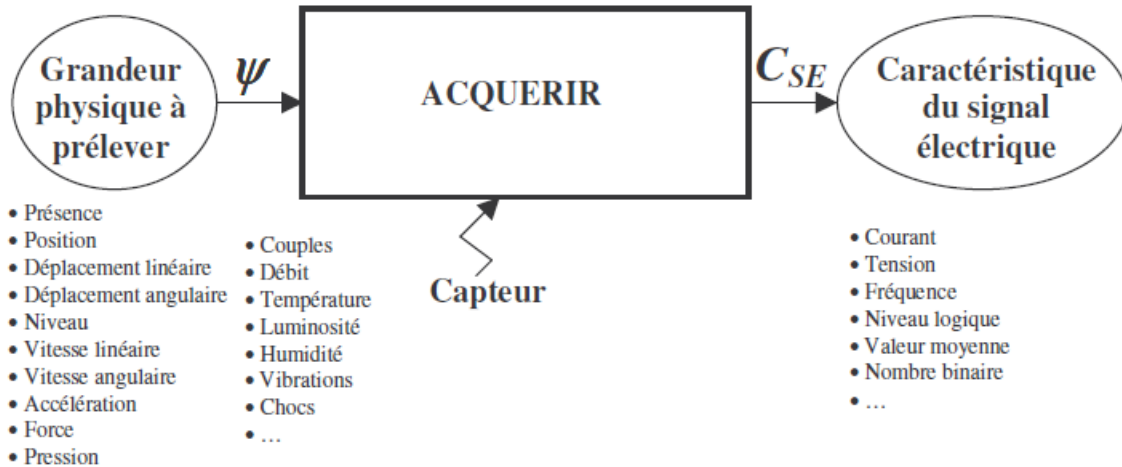 Grandeur
physique à
prélever
ψ
ACQUERIR
C_SE
Caractéristique
du signal
électrique
• Présence
• Position
• Déplacement linéaire
• Déplacement angulaire
• Niveau
• Vitesse linéaire
• Vitesse angulaire
• Accélération
• Force
• Pression
• Couples
• Débit
• Température
• Luminosité
• Humidité
• Vibrations
• Chocs
• ...
Capteur
• Courant
• Tension
• Fréquence
• Niveau logique
• Valeur moyenne
• Nombre binaire
• ...